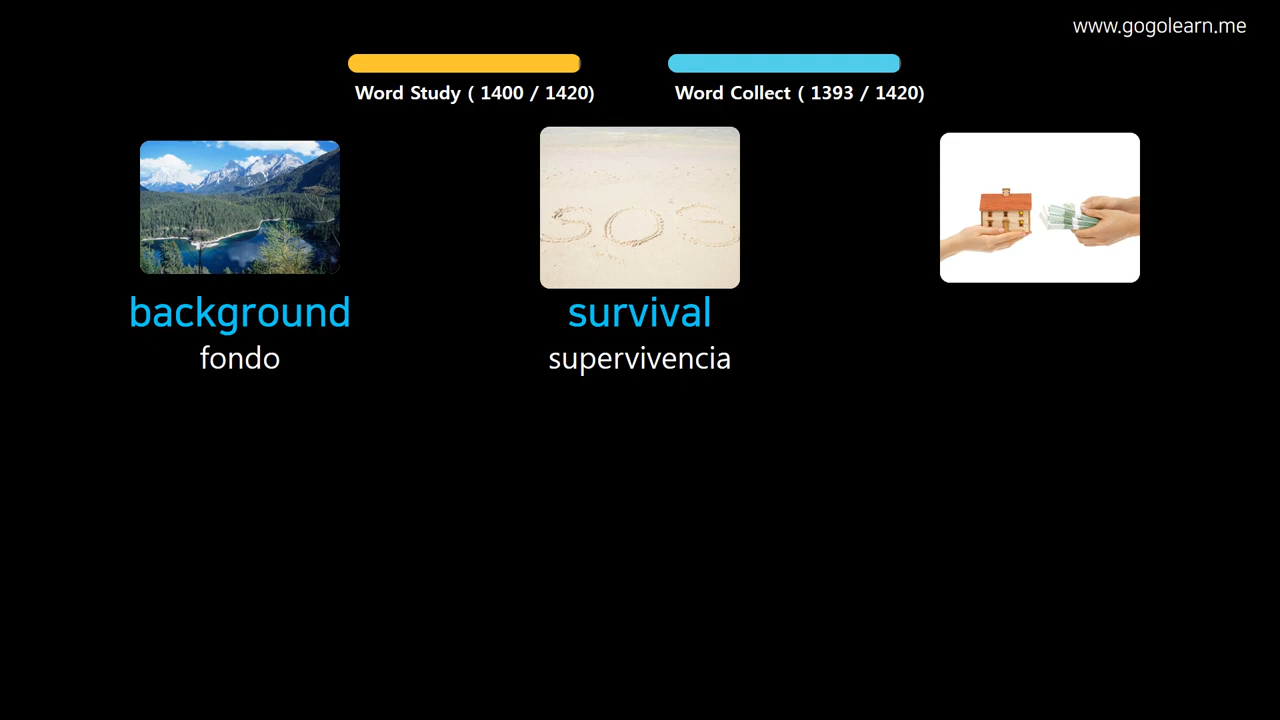 www.gogolearn.me
Word Study ( 1400 / 1420)
Word Collect ( 1393 / 1420)
SOS
background
survival
fondo
supervivencia